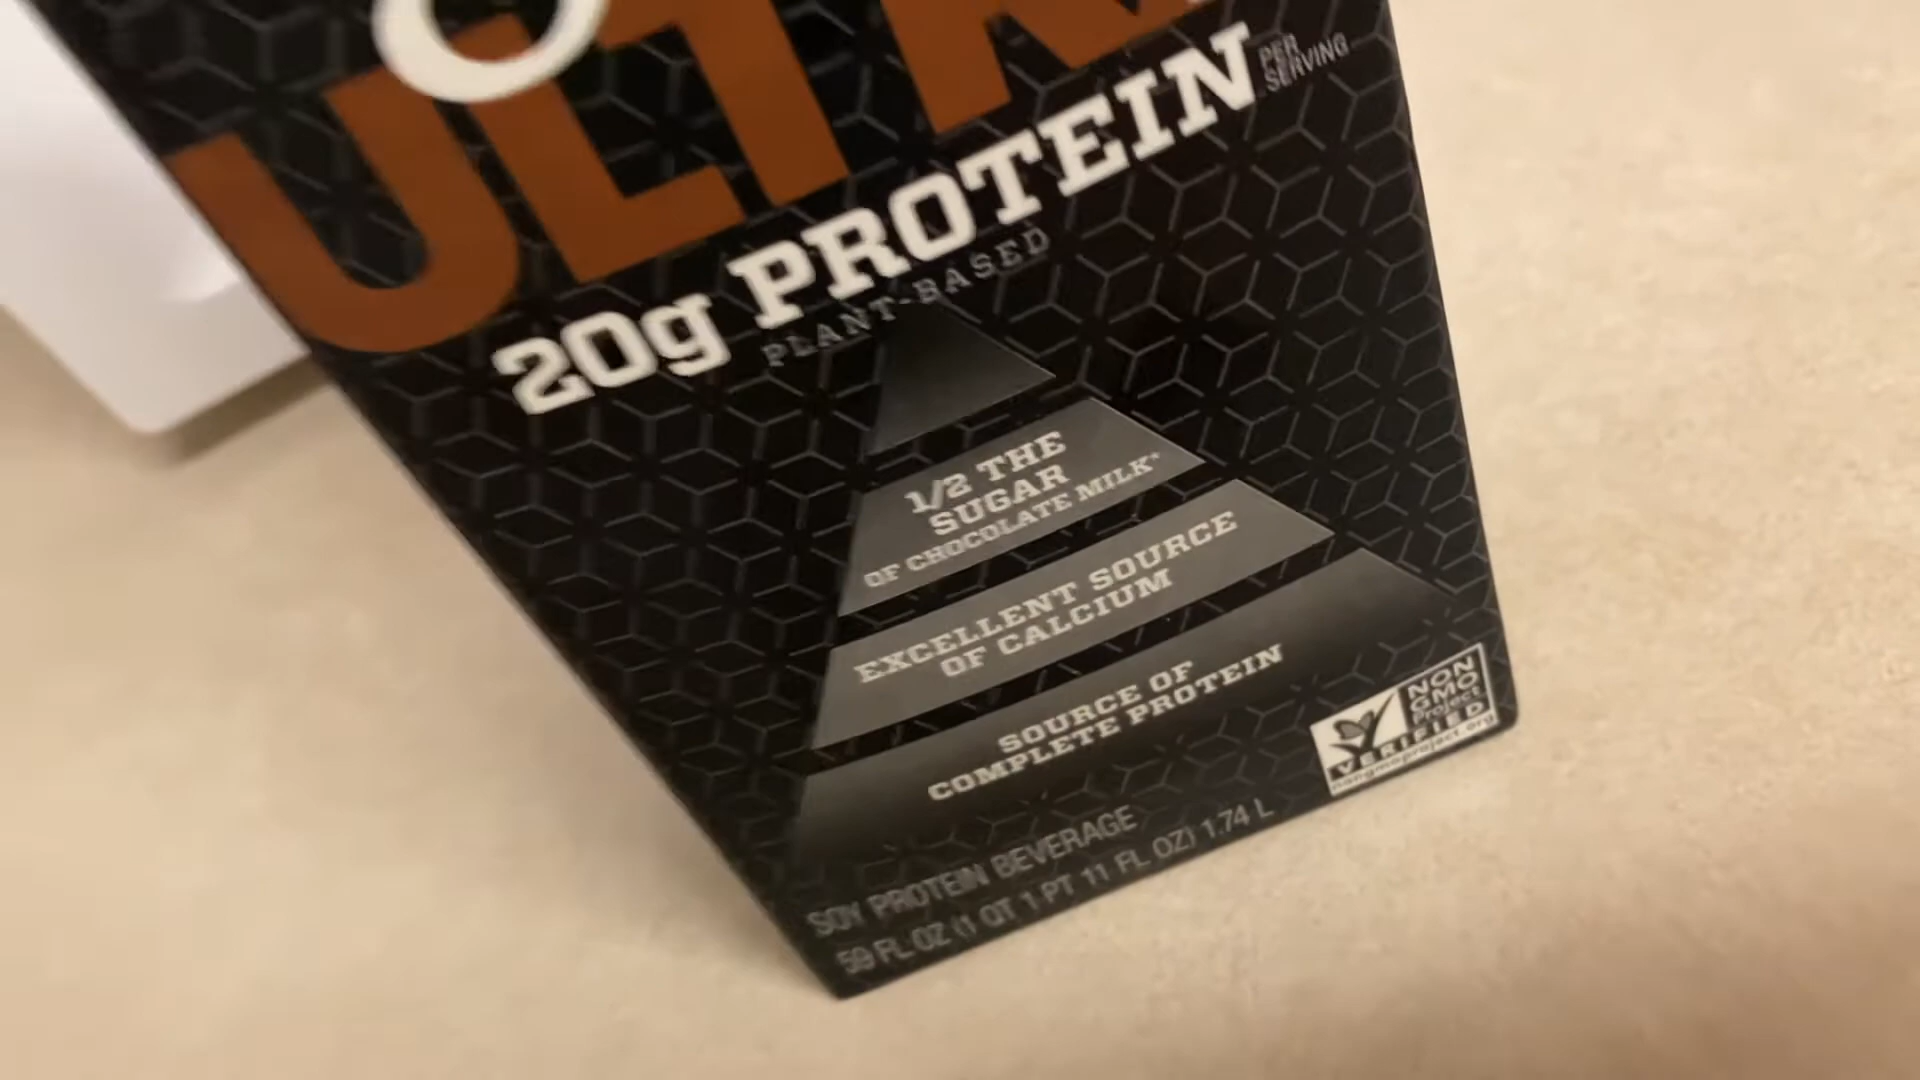 ULTRA
20g PROTEIN PER
SERVING
PLANT-BASED
1/2 THE
SUGAR
OF CHOCOLATE MILK*
EXCELLENT SOURCE
OF CALCIUM
SOURCE OF
COMPLETE PROTEIN
NON
GMO
Project
VERIFIED
nongmoproject.org
SOY PROTEIN BEVERAGE
59 FL OZ (1 QT 1 PT 11 FL OZ) 1.74 L